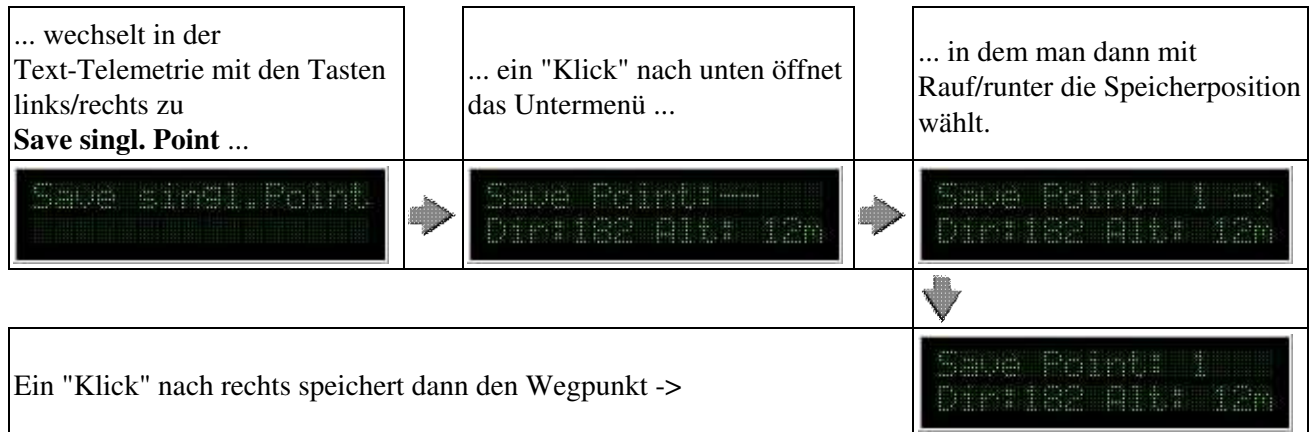 ... wechselt in der
Text-Telemetrie mit den Tasten
links/rechts zu
Save singl. Point ...
... ein "Klick" nach unten öffnet
das Untermenü ...
... in dem man dann mit
Rauf/runter die Speicherposition
wählt.
Save singl.Point
Save Point:--
Dir:182 Alt: 12m
Save Point: 1 ->
Dir:182 Alt: 12m
Ein "Klick" nach rechts speichert dann den Wegpunkt ->
Save Point: 1
Dir:182 Alt: 12m